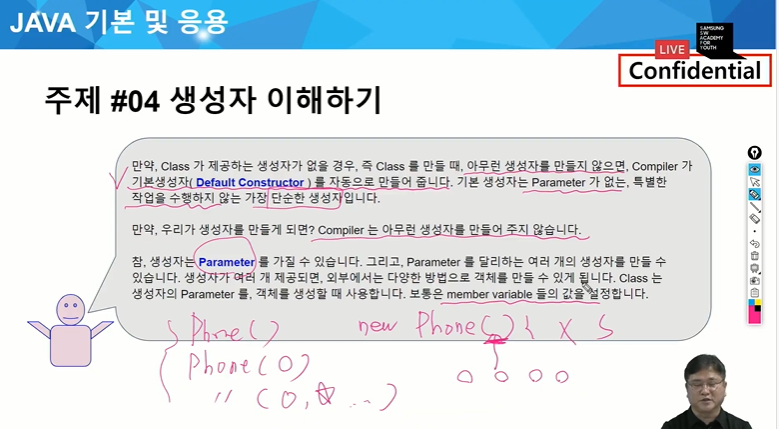 JAVA 기본 및 응용
SAMSUNG
SW
ACADEMY
FOR
YOUTH
LIVE
Confidential
주제 #04 생성자 이해하기
만약, Class 가 제공하는 생성자가 없을 경우, 즉 Class 를 만들 때, 아무런 생성자를 만들지 않으면, Compiler 가
기본생성자( Default Constructor ) 를 자동으로 만들어 줍니다. 기본 생성자는 Parameter 가 없는, 특별한
작업을 수행하지 않는 가장 단순한 생성자입니다.
만약, 우리가 생성자를 만들게 되면? Compiler 는 아무런 생성자를 만들어 주지 않습니다.
참, 생성자는 Parameter 를 가질 수 있습니다. 그리고, Parameter 를 달리하는 여러 개의 생성자를 만들 수
있습니다. 생성자가 여러 개 제공되면, 외부에서는 다양한 방법으로 객체를 만들 수 있게 됩니다. Class 는
생성자의 Parameter 를, 객체를 생성할 때 사용합니다. 보통은 member variable 들의 값을 설정합니다.
Phone ( )
new Phone ( ) { X
Phone ( O )
" ( O, ☆ ... )